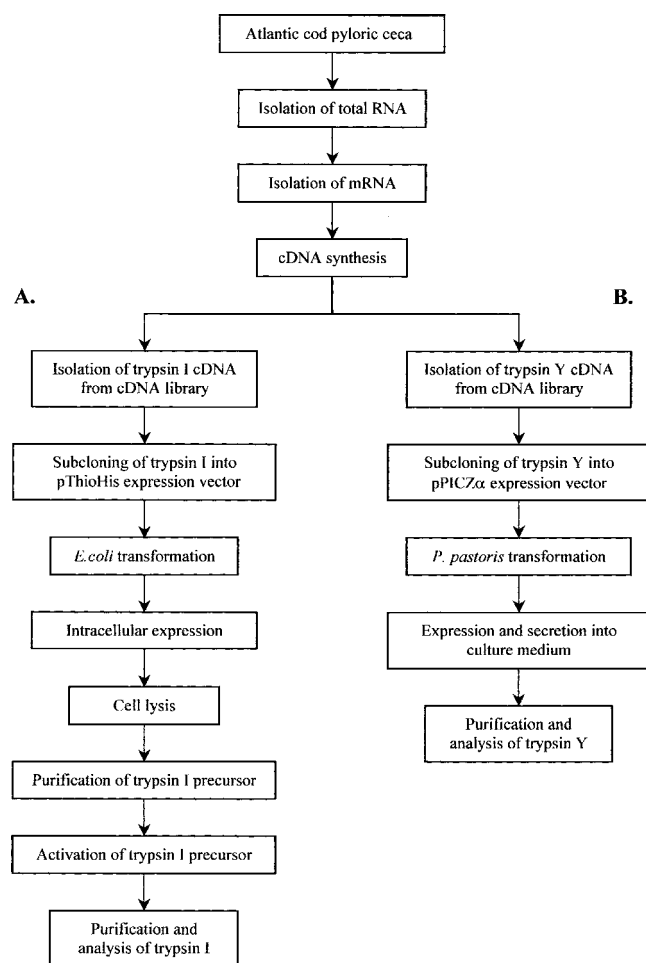 Atlantic cod pyloric ceca
Isolation of total RNA
Isolation of mRNA
cDNA synthesis
A.
B.
Isolation of trypsin I cDNA
from cDNA library
Subcloning of trypsin I into
pThioHis expression vector
E.coli transformation
Intracellular expression
Cell lysis
Purification of trypsin I precursor
Activation of trypsin I precursor
Purification and
analysis of trypsin I
Isolation of trypsin Y cDNA
from cDNA library
Subcloning of trypsin Y into
pPICZα expression vector
P. pastoris transformation
Expression and secretion into
culture medium
Purification and
analysis of trypsin Y